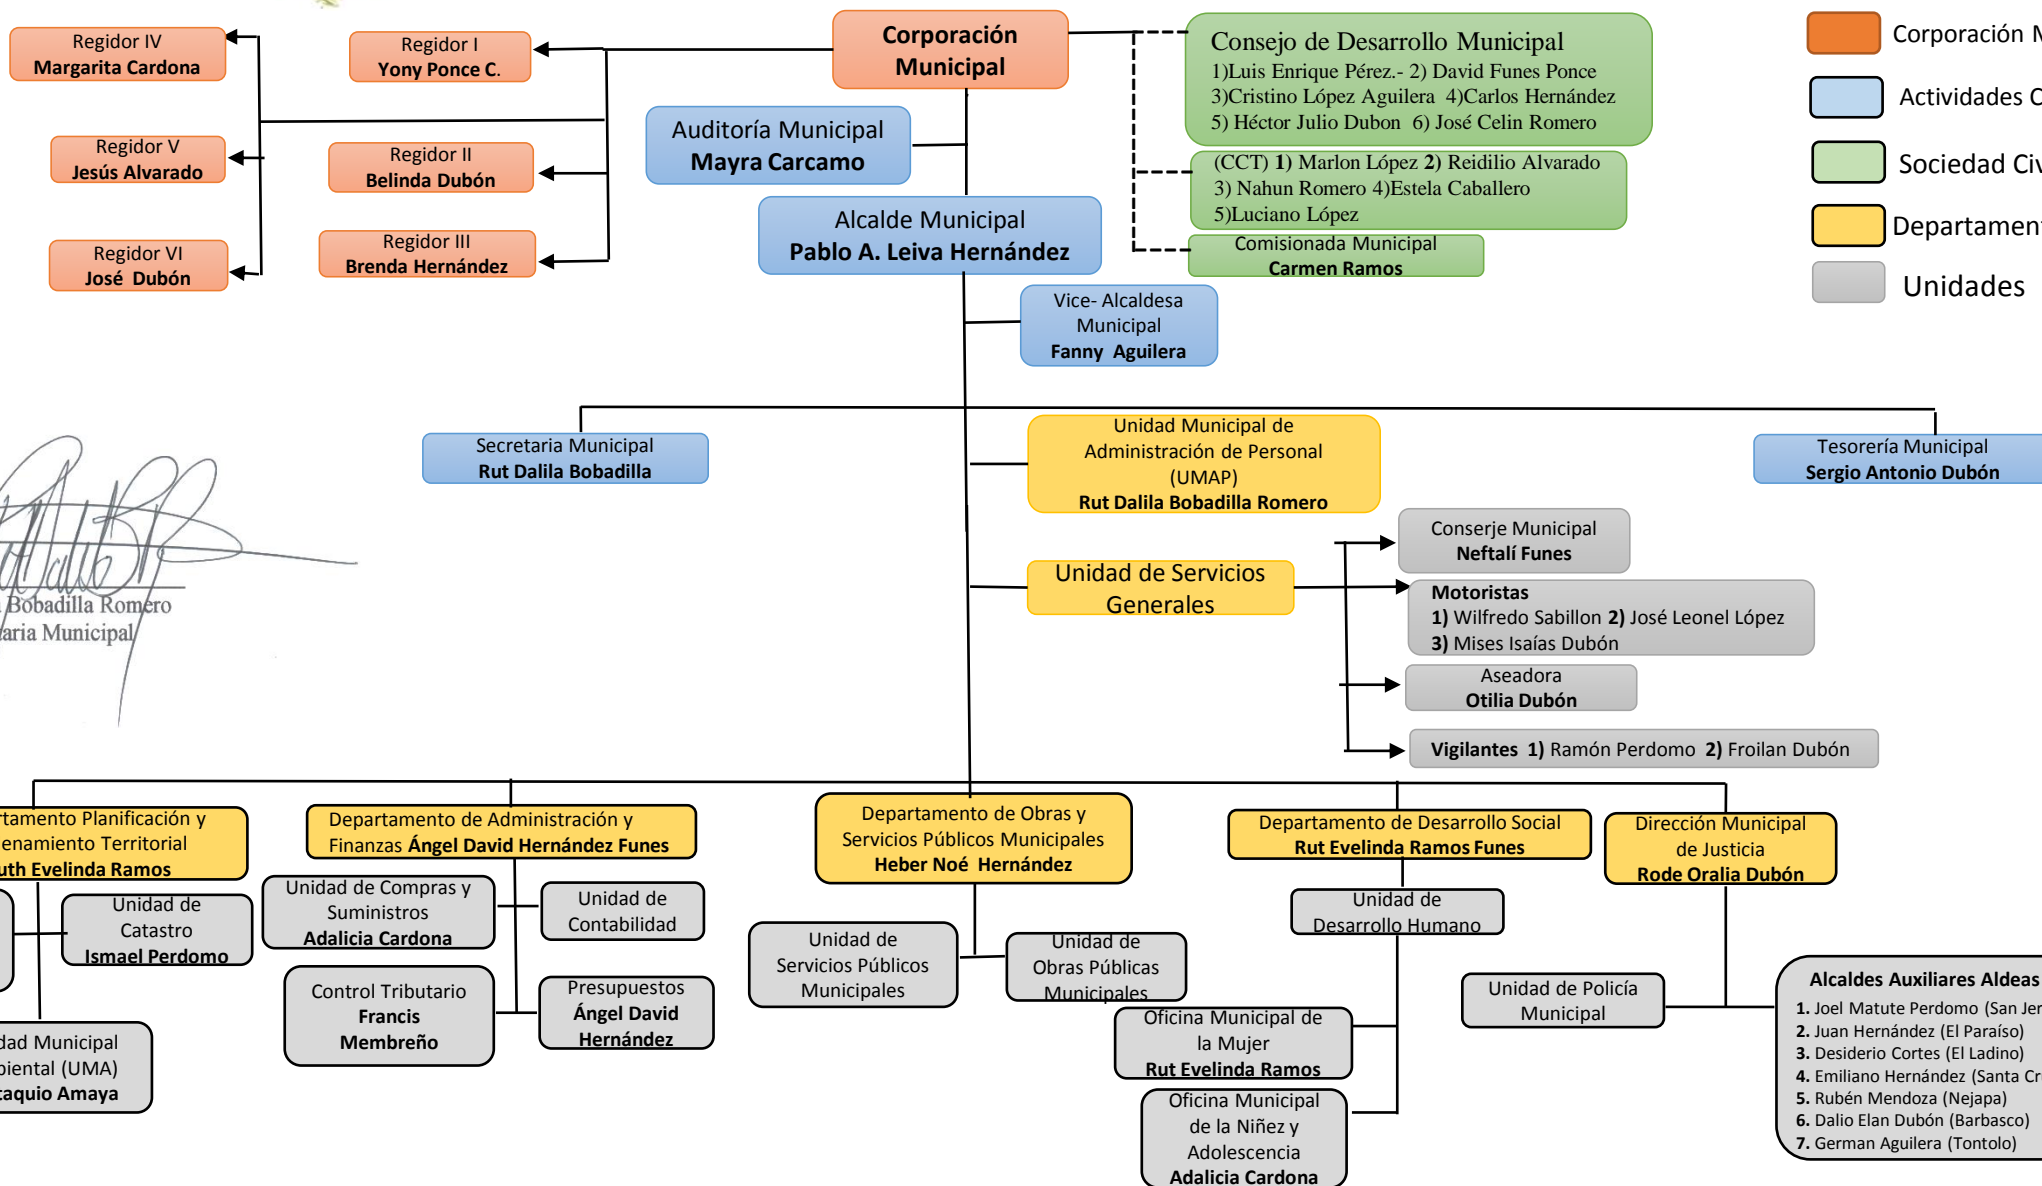 Corporación
Municipal
Regidor IV
Margarita Cardona
Regidor I
Yony Ponce C.
Regidor V
Jesús Alvarado
Regidor II
Belinda Dubón
Regidor VI
José Dubón
Regidor III
Brenda Hernández
Auditoría Municipal
Mayra Carcamo
Alcalde Municipal
Pablo A. Leiva Hernández
Consejo de Desarrollo Municipal
1)Luis Enrique Pérez.- 2) David Funes Ponce
3)Cristino López Aguilera 4)Carlos Hernández
5) Héctor Julio Dubon 6) José Celin Romero
(CCT) 1) Marlon López 2) Reidilio Alvarado
3) Nahun Romero 4)Estela Caballero
5)Luciano López
Comisionada Municipal
Carmen Ramos
Corporación
Actividades
Sociedad
Unidades
Vice- Alcaldesa
Municipal
Fanny Aguilera
Secretaria Municipal
Rut Dalila Bobadilla
Unidad Municipal de
Administración de Personal
(UMAP)
Rut Dalila Bobadilla Romero
Tesorería Municipal
Sergio Antonio Dubón
Bobadilla Romero
Municipal
Unidad de Servicios
Generales
Conserje Municipal
Neftalí Funes
Motoristas
1) Wilfredo Sabillon 2) José Leonel López
3) Mises Isaías Dubón
Aseadora
Otilia Dubón
Vigilantes 1) Ramón Perdomo 2) Froilan Dubón
Planificación y
Territorial
Evelinda Ramos
Unidad de
Catastro
Ismael Perdomo
Municipal
(UMA)
Amaya
Departamento de Administración y
Finanzas Ángel David Hernández Funes
Unidad de Compras y
Suministros
Adalicia Cardona
Unidad de
Contabilidad
Control Tributario
Francis
Membreño
Presupuestos
Ángel David
Hernández
Departamento de Obras y
Servicios Públicos Municipales
Heber Noé Hernández
Unidad de
Servicios Públicos
Municipales
Unidad de
Obras Públicas
Municipales
Departamento de Desarrollo Social
Rut Evelinda Ramos Funes
Unidad de
Desarrollo Humano
Oficina Municipal de
la Mujer
Rut Evelinda Ramos
Oficina Municipal
de la Niñez y
Adolescencia
Adalicia Cardona
Dirección Municipal
de Justicia
Rode Oralia Dubón
Unidad de Policía
Municipal
Alcaldes Auxiliares Aldeas
1. Joel Matute Perdomo (San
2. Juan Hernández (El Paraíso)
3. Desiderio Cortes (El Ladino)
4. Emiliano Hernández (Santa
5. Rubén Mendoza (Nejapa)
6. Dalio Elan Dubón (Barbasco)
7. German Aguilera (Tontolo)